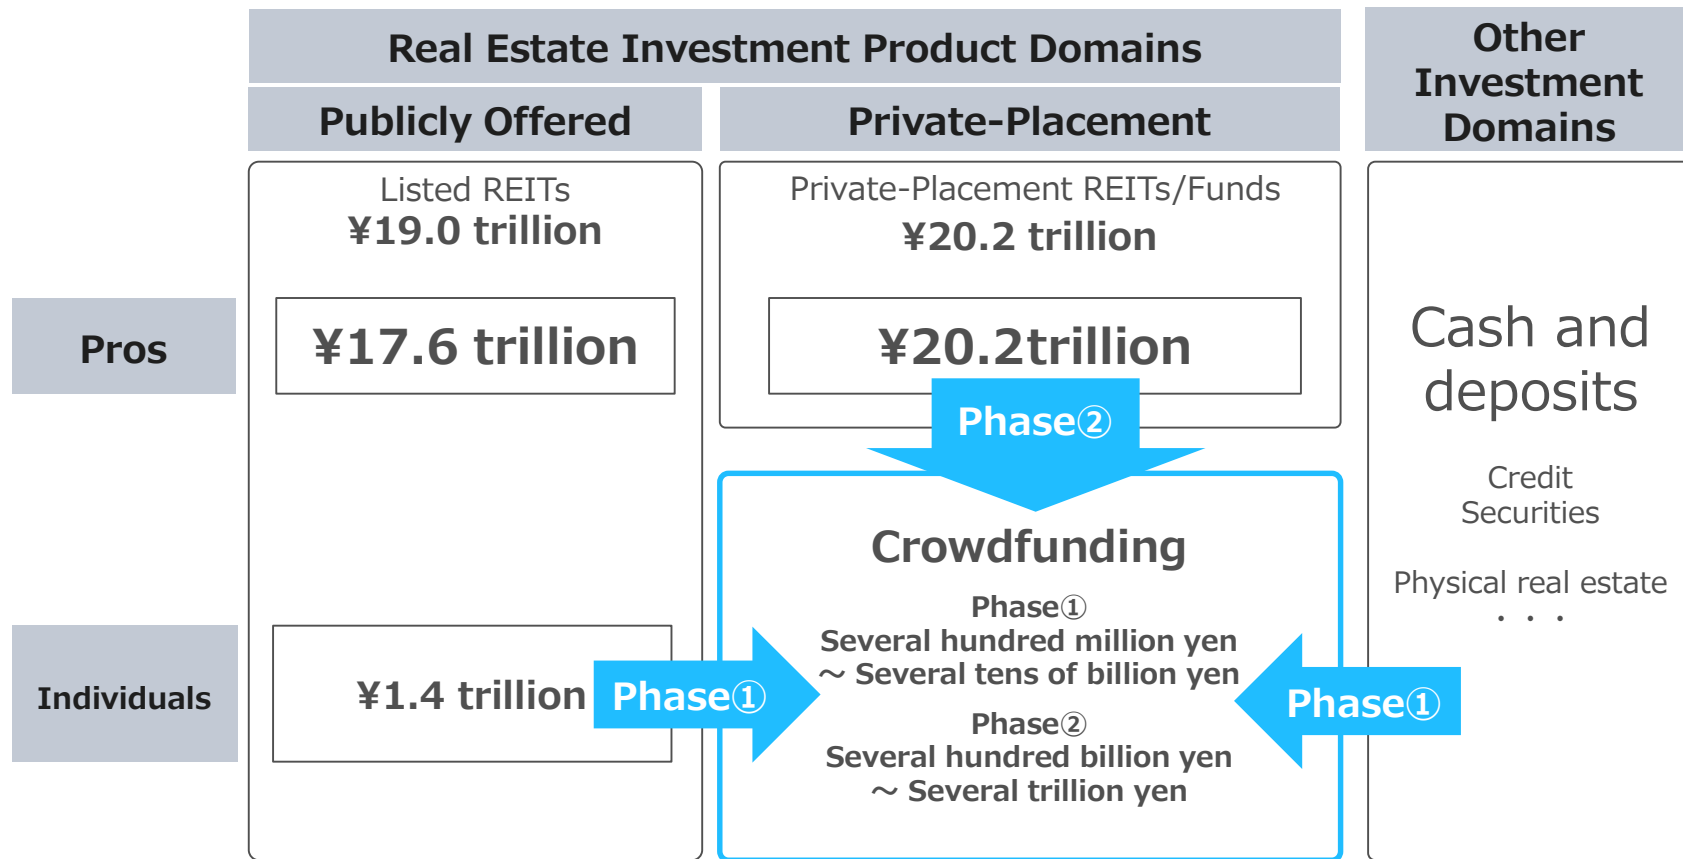 Real Estate Investment Product Domains
Other
Investment
Domains
Publicly Offered
Private-Placement
Listed REITs
¥19.0 trillion
Private-Placement REITs/Funds
¥20.2 trillion
Pros
¥17.6 trillion
¥20.2trillion
Phase②
Cash and
deposits
Credit
Securities
Physical real estate
・・・
Crowdfunding
Phase①
Several hundred million yen
～ Several tens of billion yen
Phase②
Several hundred billion yen
～ Several trillion yen
Individuals
¥1.4 trillion
Phase①
Phase①